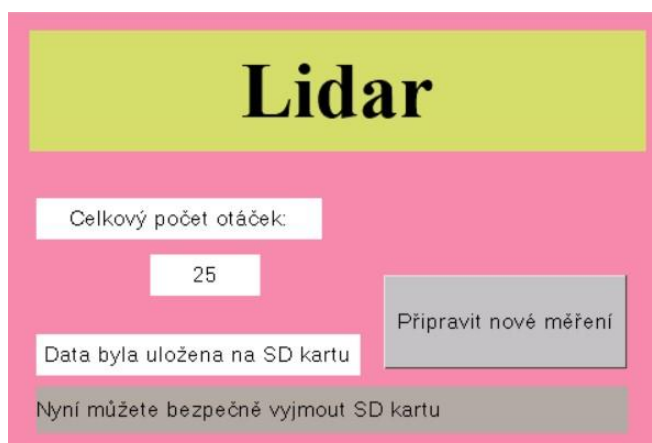 Lidar
Celkový počet otáček:
25
Připravit nové měření
Data byla uložena na SD kartu
Nyní můžete bezpečně vyjmout SD kartu